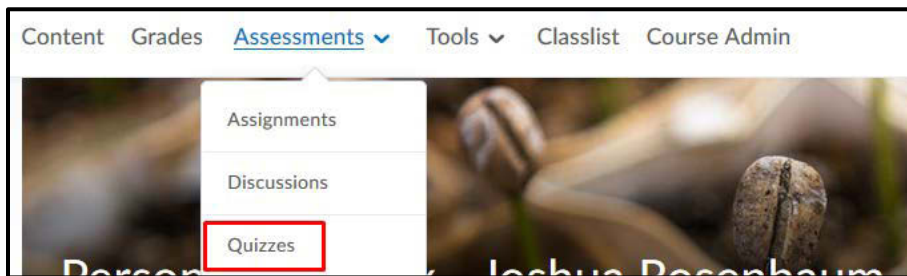 Content Grades Assessments Tools Classlist Course Admin
Assignments
Discussions
Quizzes
Joshua Rosenbaum